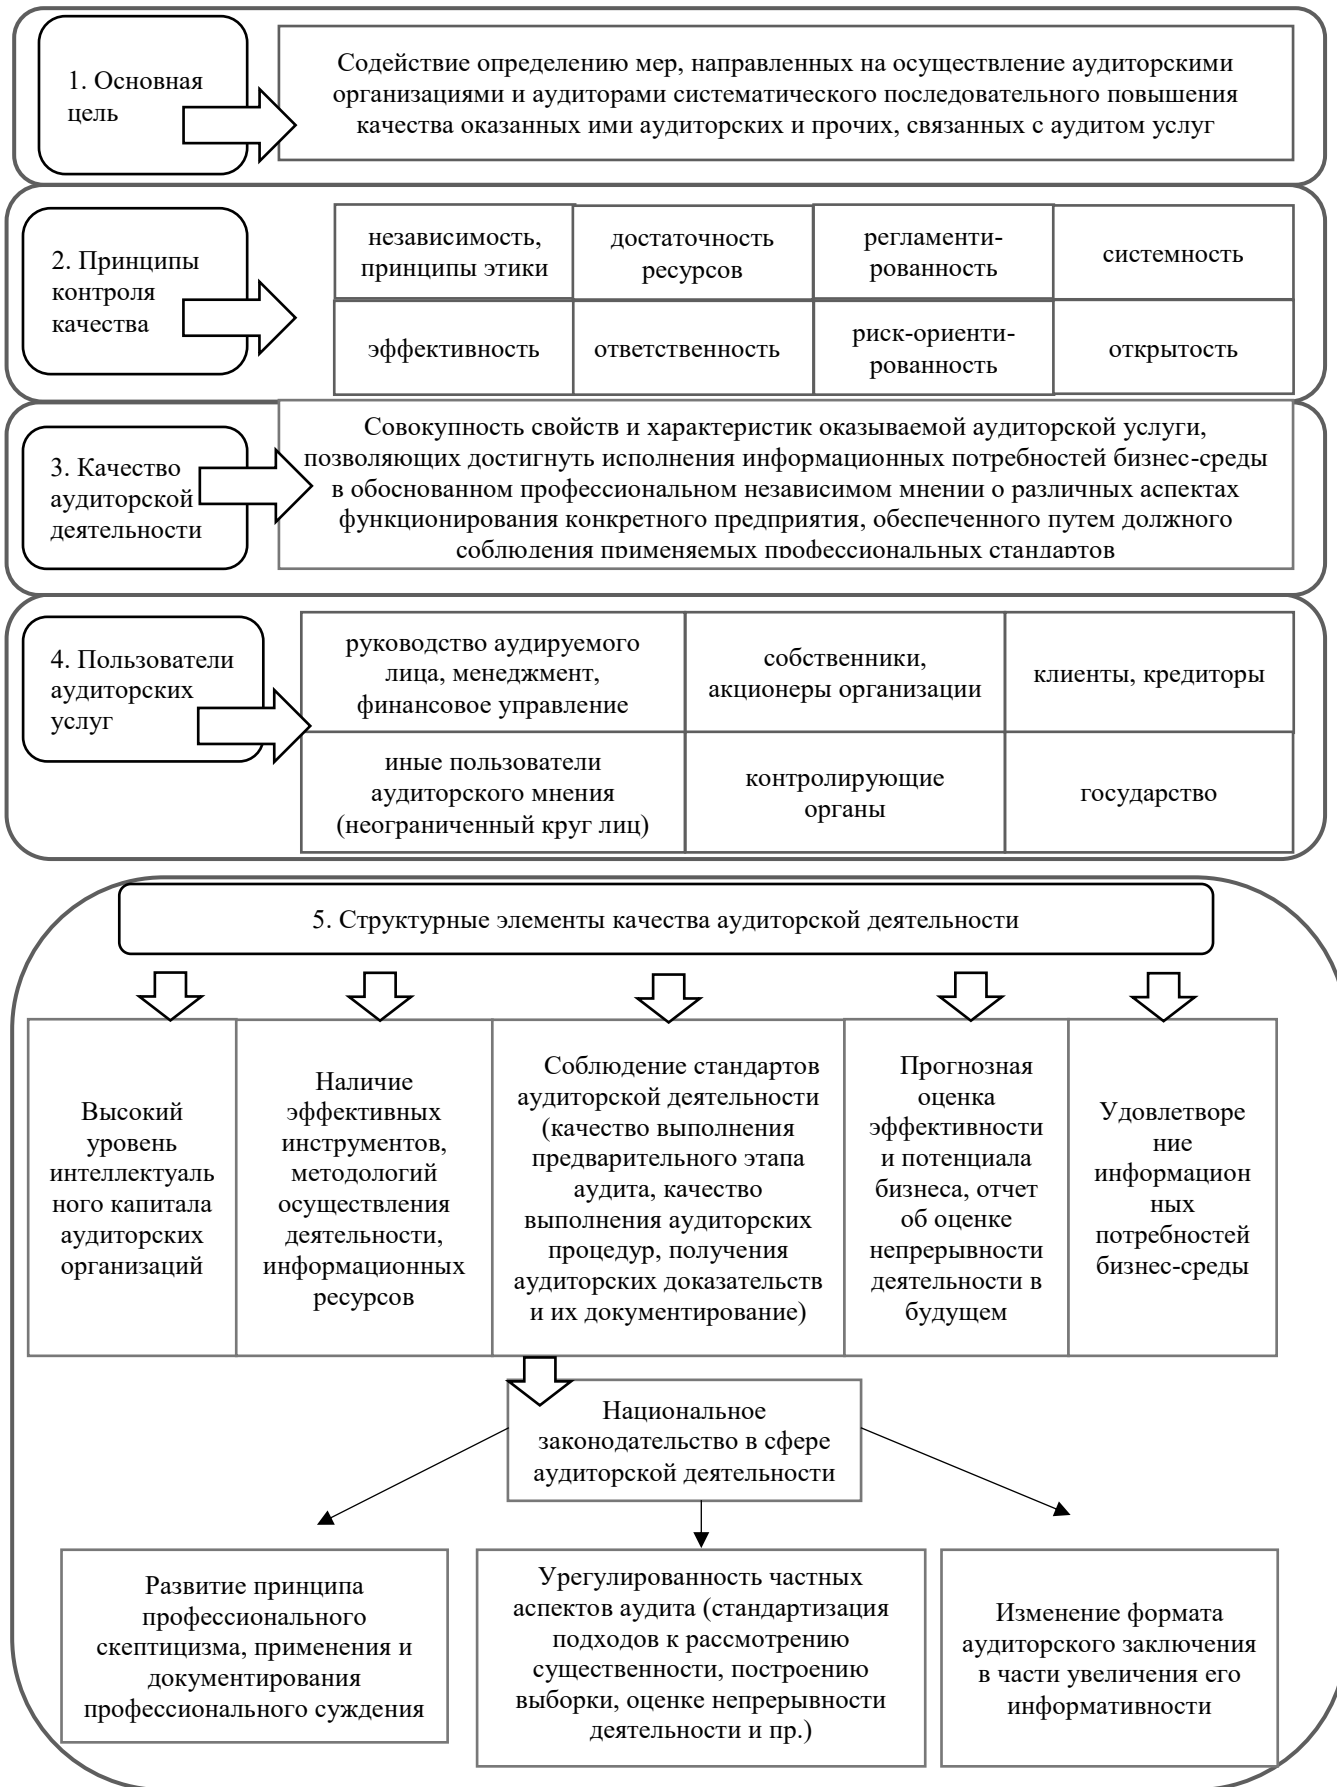 1. Основная
цель
Содействие определению мер, направленных на осуществление аудиторскими
организациями и аудиторами систематического последовательного повышения
качества оказанных ими аудиторских и прочих, связанных с аудитом услуг
2. Принципы
контроля
качества
независимость,
принципы этики
достаточность
ресурсов
регламенти-
рованность
системность
эффективность
ответственность
риск-ориенти-
рованность
открытость
3. Качество
аудиторской
деятельности
Совокупность свойств и характеристик оказываемой аудиторской услуги,
позволяющих достигнуть исполнения информационных потребностей бизнес-среды
в обоснованном профессиональном независимом мнении о различных аспектах
функционирования конкретного предприятия, обеспеченного путем должного
соблюдения применяемых профессиональных стандартов
4. Пользователи
аудиторских
услуг
руководство аудируемого
лица, менеджмент,
финансовое управление
собственники,
акционеры организации
клиенты, кредиторы
иные пользователи
аудиторского мнения
(неограниченный круг лиц)
контролирующие
органы
государство
5. Структурные элементы качества аудиторской деятельности
Высокий
уровень
интеллектуаль
ного капитала
аудиторских
организаций
Наличие
эффективных
инструментов,
методологий
осуществления
деятельности,
информационных
ресурсов
Соблюдение стандартов
аудиторской деятельности
(качество выполнения
предварительного этапа
аудита, качество
выполнения аудиторских
процедур, получения
аудиторских доказательств
и их документирование)
Прогнозная
оценка
эффективности
и потенциала
бизнеса, отчет
об оценке
непрерывности
деятельности в
будущем
Удовлетворе
ние
информацион
ных
потребностей
бизнес-среды
Национальное
законодательство в сфере
аудиторской деятельности
Развитие принципа
профессионального
скептицизма, применения и
документирования
профессионального суждения
Урегулированность частных
аспектов аудита (стандартизация
подходов к рассмотрению
существенности, построению
выборки, оценке непрерывности
деятельности и пр.)
Изменение формата
аудиторского заключения
в части увеличения его
информативности